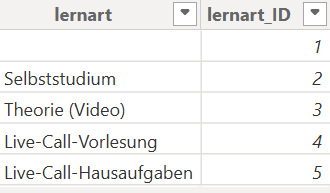 lernart lernart_ID
1
Selbststudium 2
Theorie (Video) 3
Live-Call-Vorlesung 4
Live-Call-Hausaufgaben 5